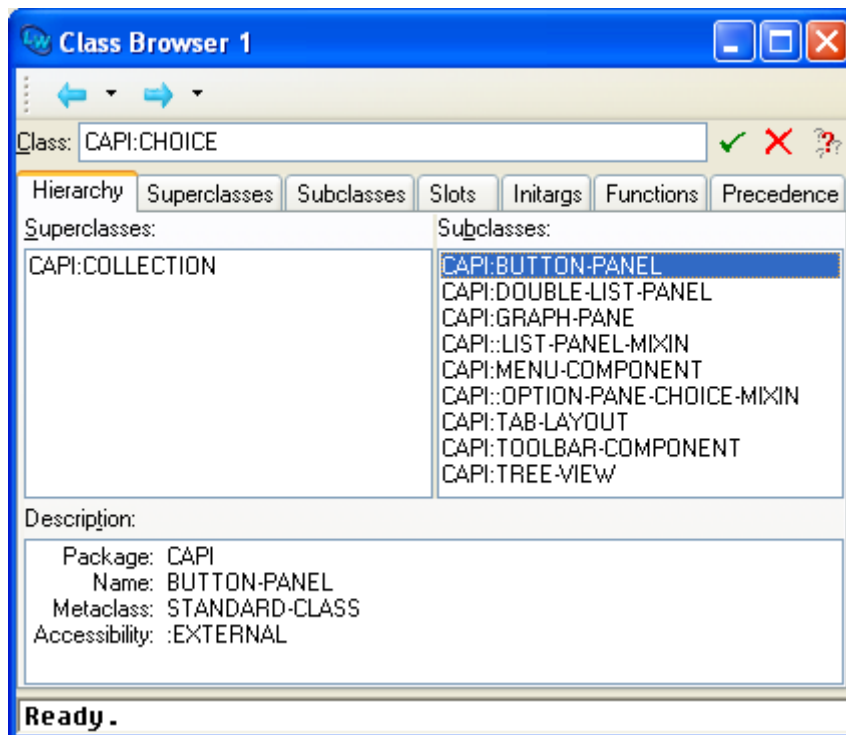 Class Browser 1
Class: CAPI:CHOICE
Hierarchy Superclasses Subclasses Slots Initargs Functions Precedence
Superclasses:
CAPI:COLLECTION
Subclasses:
CAPI:BUTTON-PANEL
CAPI:DOUBLE-LIST-PANEL
CAPI:GRAPH-PANE
CAPI::LIST-PANEL-MIXIN
CAPI:MENU-COMPONENT
CAPI::OPTION-PANE-CHOICE-MIXIN
CAPI:TAB-LAYOUT
CAPI:TOOLBAR-COMPONENT
CAPI:TREE-VIEW
Description:
Package: CAPI
Name: BUTTON-PANEL
Metaclass: STANDARD-CLASS
Accessibility: :EXTERNAL
Ready.